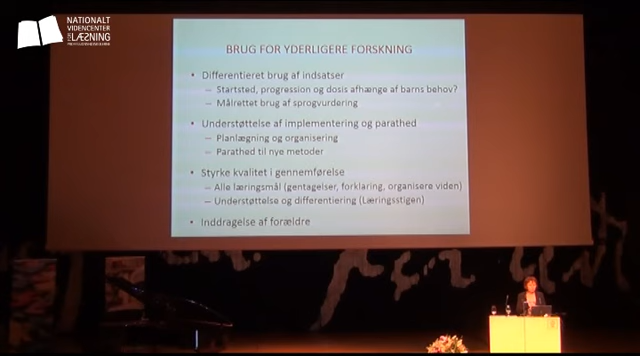 NATIONALT
VIDENCENTER
FOR LÆSNING
BRUG FOR YDERLIGERE FORSKNING
• Differentieret brug af indsatser
– Startsted, progression og dosis afhænge af barns behov?
– Målrettet brug af sprogvurdering
• Understøttelse af implementering og parathed
– Planlægning og organisering
– Parathed til nye metoder
• Styrke kvalitet i gennemførelse
– Alle læringsmål (gentagelser, forklaring, organisere viden)
– Understøttelse og differentiering (Læringsstigen)
• Inddragelse af forældre